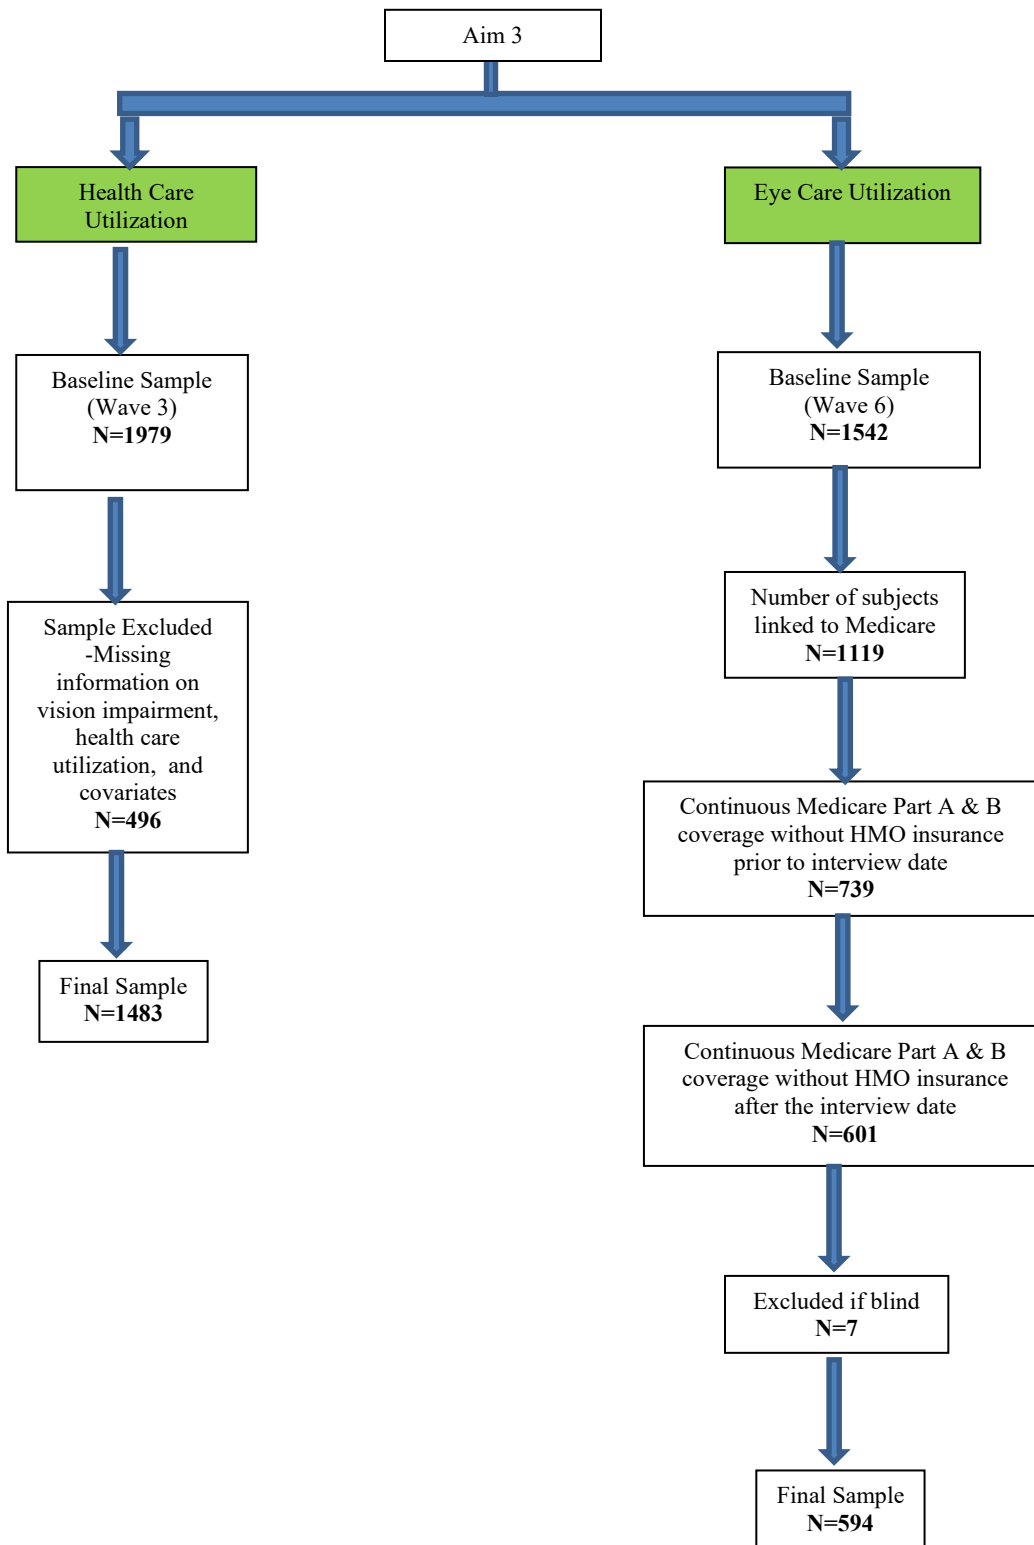 Aim 3
Health Care
Utilization
Baseline Sample
(Wave 3)
N=1979
Sample Excluded
-Missing
information on
vision impairment,
health care
utilization, and
covariates
N=496
Final Sample
N=1483
Eye Care Utilization
Baseline Sample
(Wave 6)
N=1542
Number of subjects
linked to Medicare
N=1119
Continuous Medicare Part A & B
coverage without HMO insurance
prior to interview date
N=739
Continuous Medicare Part A & B
coverage without HMO insurance
after the interview date
N=601
Excluded if blind
N=7
Final Sample
N=594